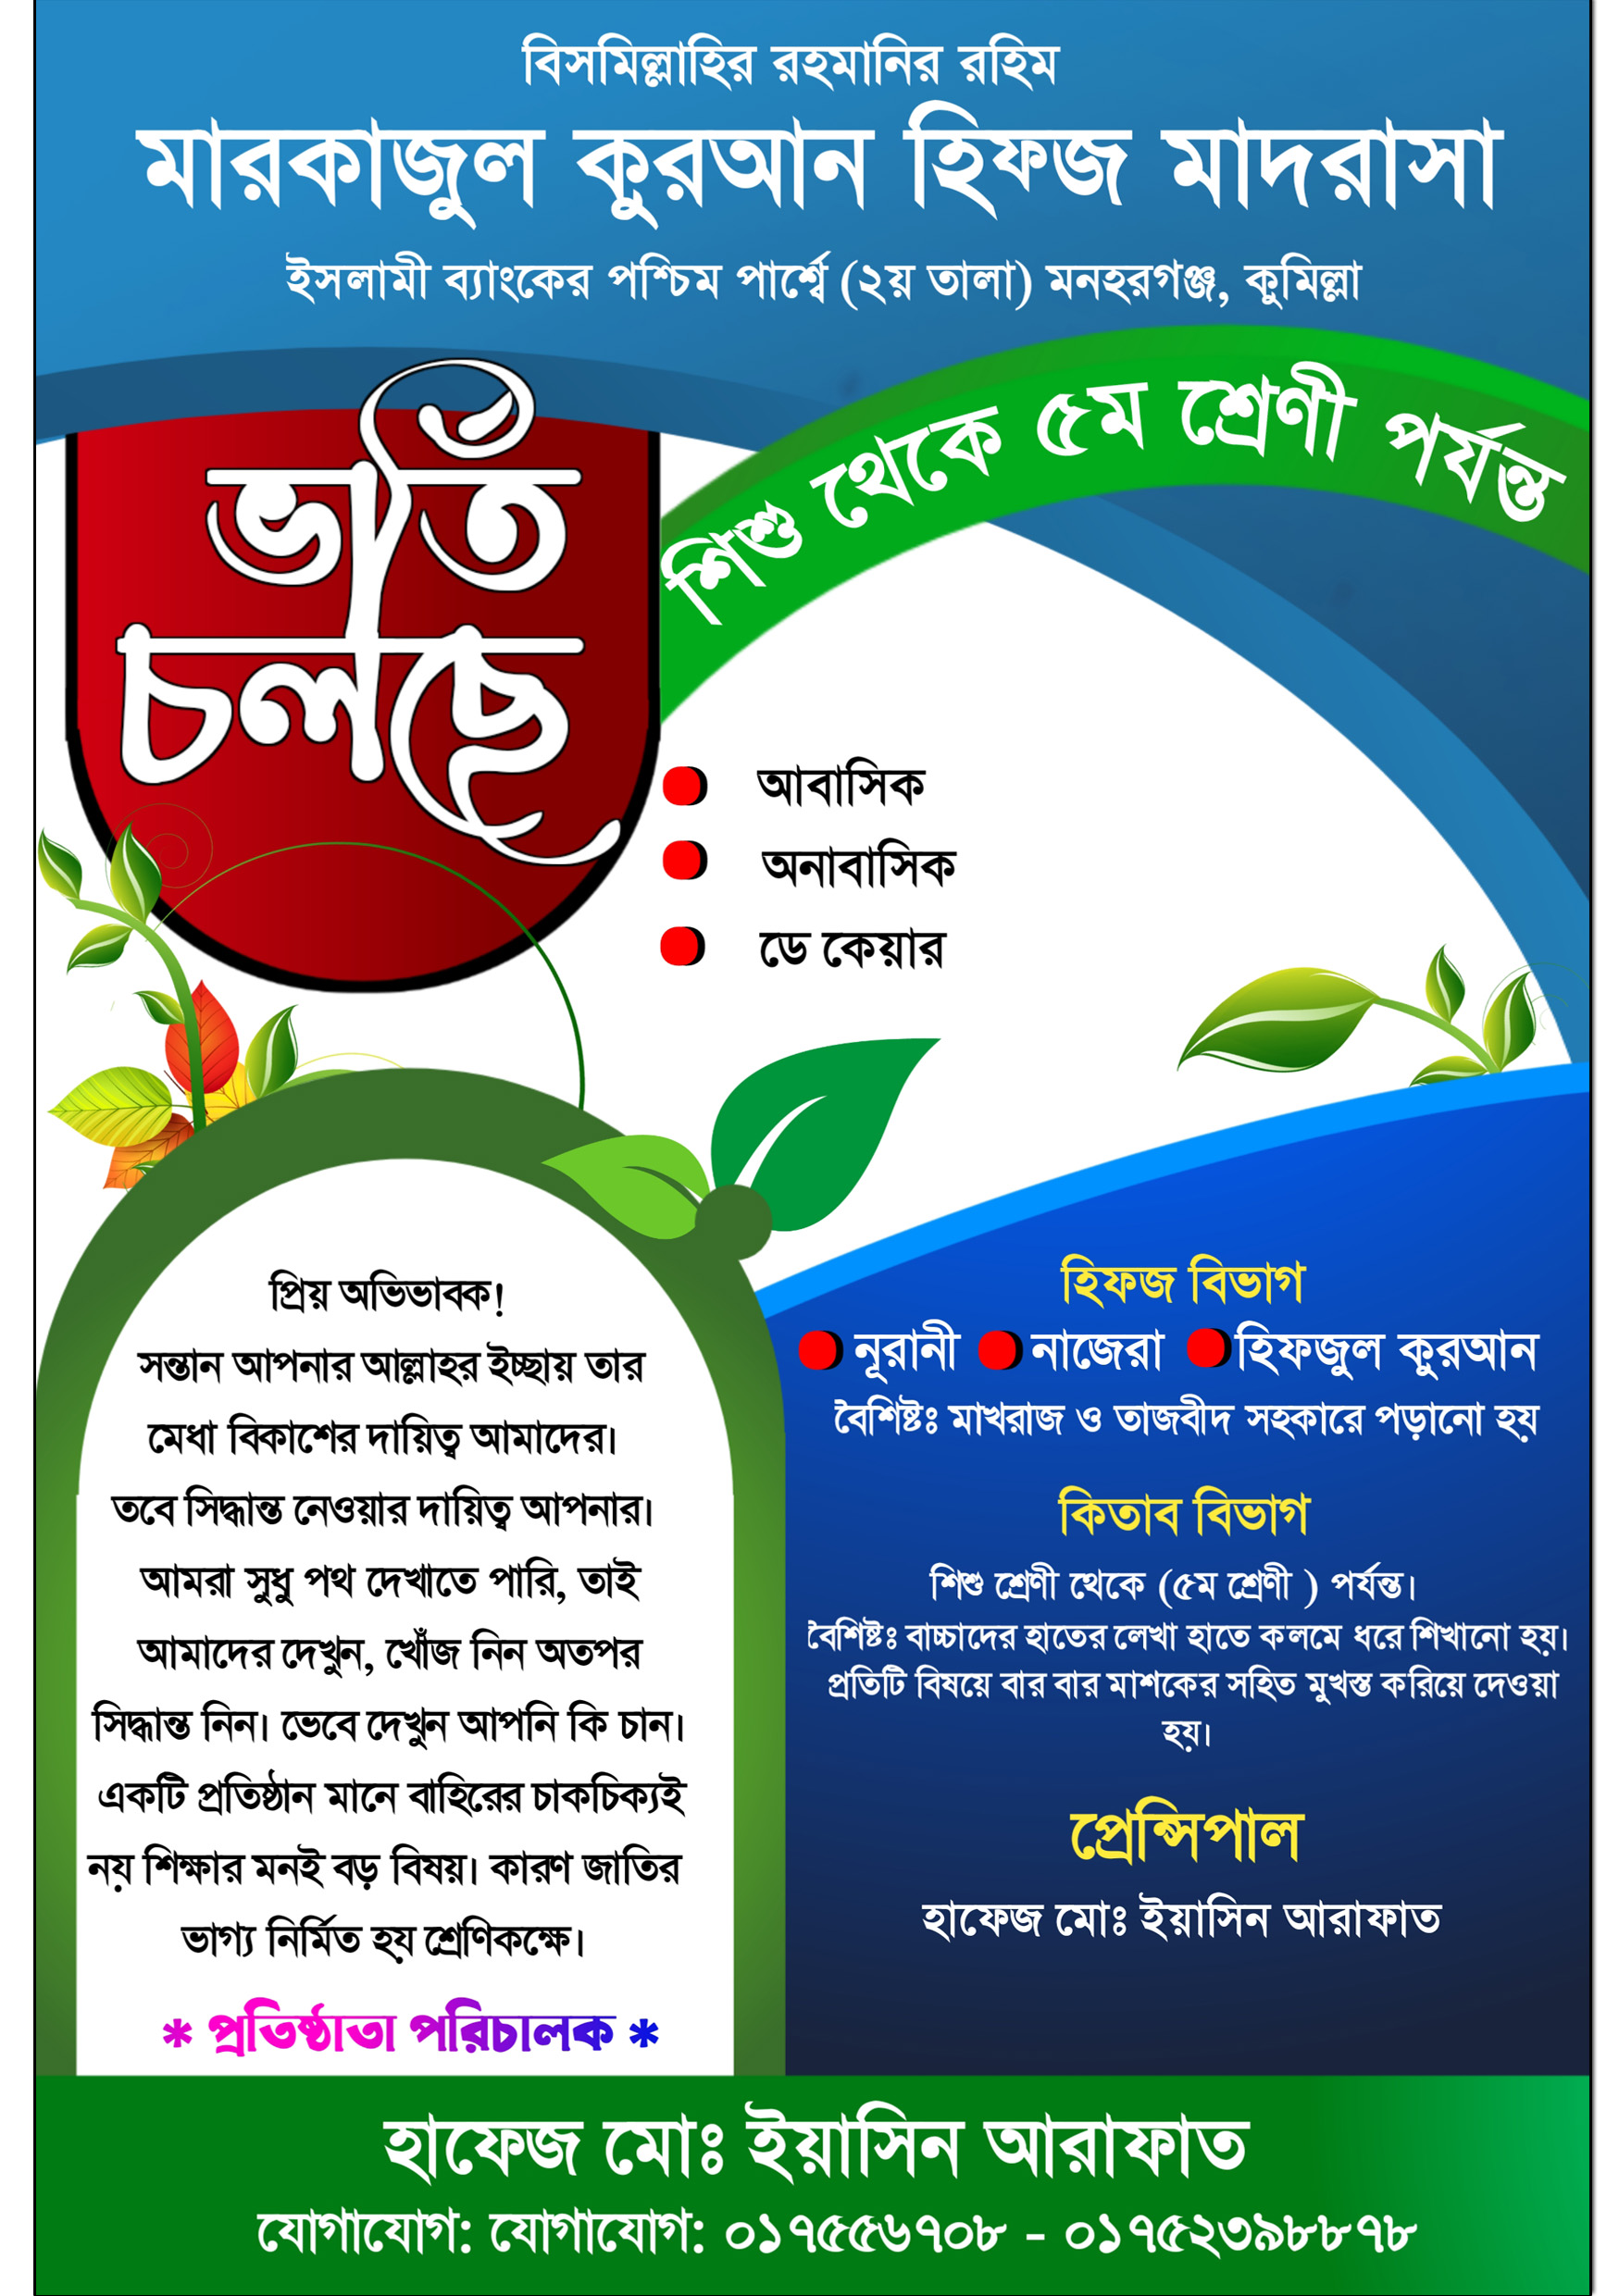 বিসমিল্লাহির রহমানির রহিম
মারকাজুল কুরআন হিফজ মাদরাসা
ইসলামী ব্যাংকের পশ্চিম পার্শ্বে (২য় তালা) মনহরগঞ্জ, কুমিল্লা
ভর্তি
চলছে
শিশু থেকে ৫ম শ্রেণী পর্যন্ত
আবাসিক
অনাবাসিক
ডে কেয়ার
প্রিয় অভিভাবক!
সন্তান আপনার আল্লাহর ইচ্ছায় তার
মেধা বিকাশের দায়িত্ব আমাদের।
তবে সিদ্ধান্ত নেওয়ার দায়িত্ব আপনার।
আমরা সুধু পথ দেখাতে পারি, তাই
আমাদের দেখুন, খোঁজ নিন অতপর
সিদ্ধান্ত নিন। ভেবে দেখুন আপনি কি চান।
একটি প্রতিষ্ঠান মানে বাহিরের চাকচিক্যই
নয় শিক্ষার মনই বড় বিষয়। কারণ জাতির
ভাগ্য নির্মিত হয় শ্রেণিকক্ষে।
* প্রতিষ্ঠাতা পরিচালক *
হিফজ বিভাগ
নূরানী নাজেরা হিফজুল কুরআন
বৈশিষ্টঃ মাখরাজ ও তাজবীদ সহকারে পড়ানো হয়
কিতাব বিভাগ
শিশু শ্রেণী থেকে (৫ম শ্রেণী ) পর্যন্ত।
বৈশিষ্টঃ বাচ্চাদের হাতের লেখা হাতে কলমে ধরে শিখানো হয়।
প্রতিটি বিষয়ে বার বার মাশকের সহিত মুখস্ত করিয়ে দেওয়া
হয়।
প্রেন্সিপাল
হাফেজ মোঃ ইয়াসিন আরাফাত
হাফেজ মোঃ ইয়াসিন আরাফাত
যোগাযোগ: যোগাযোগ: ০১৭৫৫৬৭০৮ - ০১৭৫২৩৯৮৮৭৮